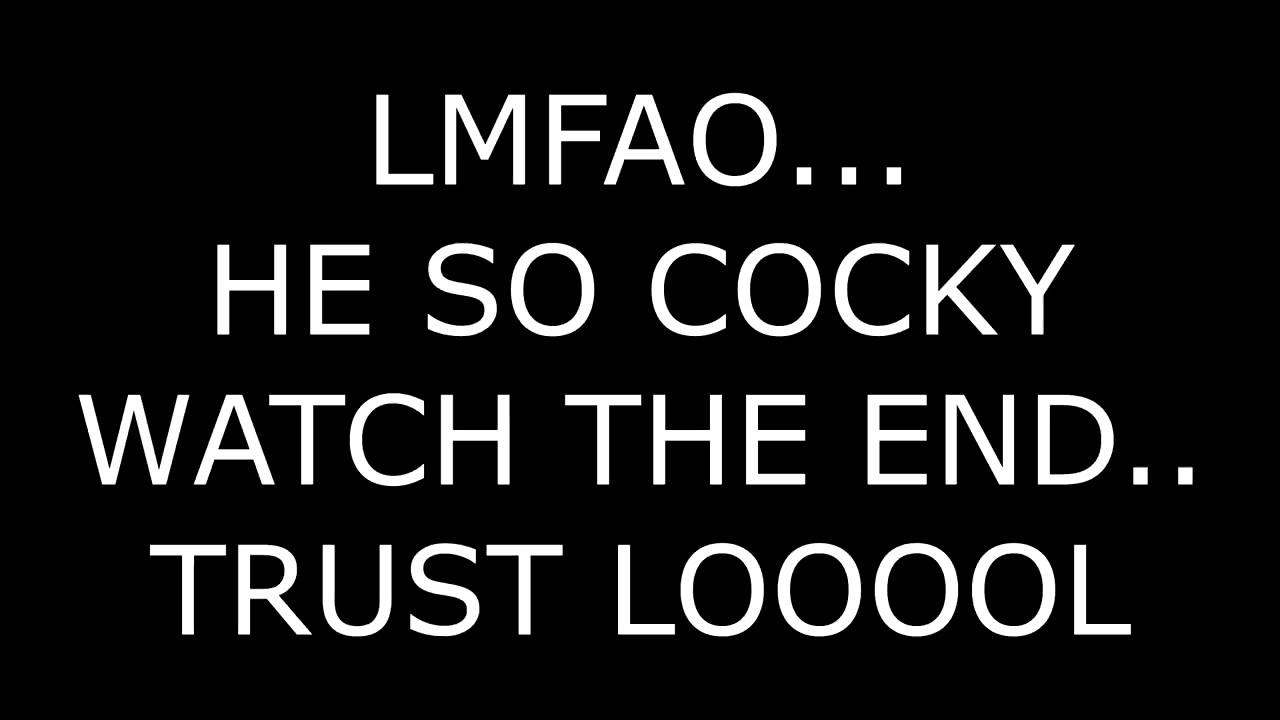 LMFAO...
HE SO COCKY
WATCH THE END..
TRUST LOOOOL